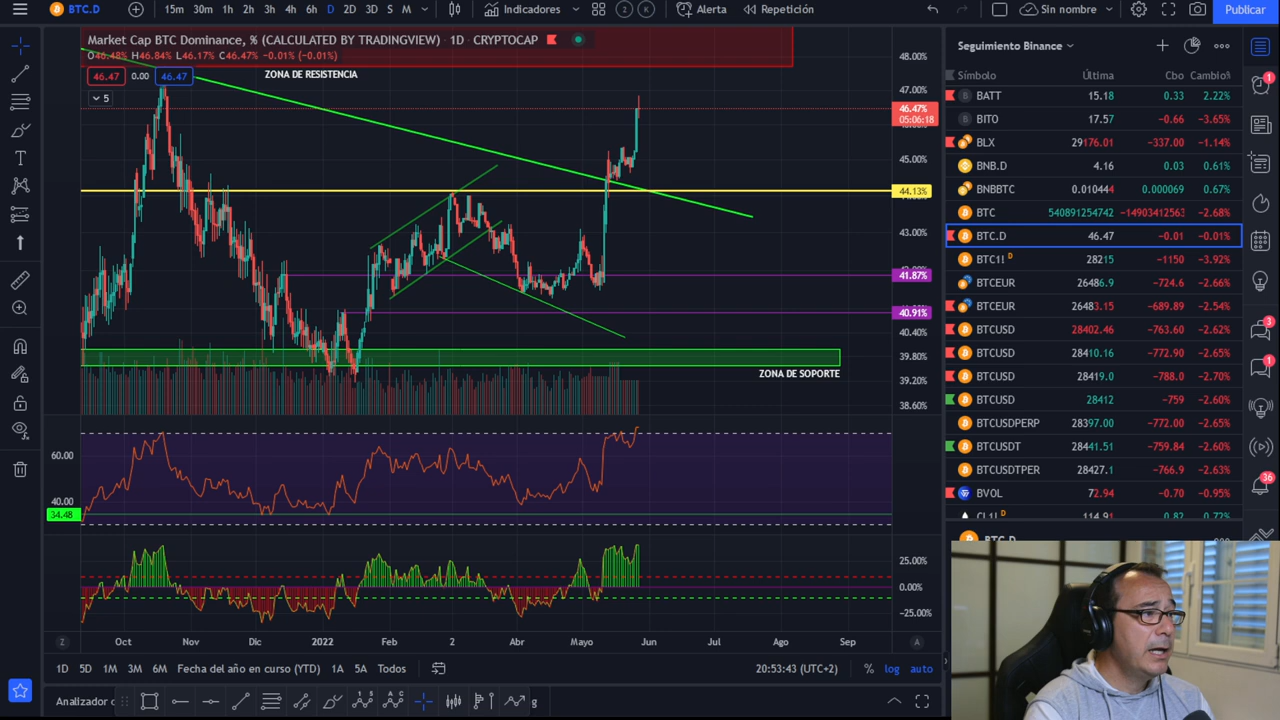 BTC.D 15m 30m 1h 2h 3h 4h 6h D 2D 3D S M Indicadores 2 K Alerta Repetición Sin nombre Publicar
Market Cap BTC Dominance, % (CALCULATED BY TRADINGVIEW) · 1D · CRYPTOCAP
O46.48% H46.84% L46.17% C46.47% −0.01% (−0.01%)
46.47 0.00 46.47
ZONA DE RESISTENCIA
5
48.00%
47.00%
46.47%
05:06:18
45.00%
44.13%
43.00%
41.87%
40.91%
40.40%
39.80%
39.20%
38.60%
ZONA DE SOPORTE
60.00
40.00
34.48
25.00%
0.00%
−25.00%
Z Oct Nov Dic 2022 Feb 2 Abr Mayo Jun Jul Ago Sep A
1D 5D 1M 3M 6M Fecha del año en curso (YTD) 1A 5A Todos 20:53:43 (UTC+2) % log auto
Analizador
Seguimiento Binance
Símbolo Última Cbo Cambio%
BATT 15.18 0.33 2.22%
BITO 17.57 −0.66 −3.65%
BLX 29176.01 −337.00 −1.14%
BNB.D 4.16 0.03 0.61%
BNBBTC 0.010444 0.000069 0.67%
BTC 540891254742 −14903412563 −2.68%
BTC.D 46.47 −0.01 −0.01%
BTC1! D 28215 −1150 −3.92%
BTCEUR 26486.9 −724.6 −2.66%
BTCEUR 26483.15 −689.89 −2.54%
BTCUSD 28402.46 −763.60 −2.62%
BTCUSD 28410.16 −772.90 −2.65%
BTCUSD 28419.0 −788.0 −2.70%
BTCUSD 28412 −759 −2.60%
BTCUSDPERP 28397.00 −772.00 −2.65%
BTCUSDT 28441.51 −759.84 −2.60%
BTCUSDTPER 28427.1 −766.9 −2.63%
BVOL 72.94 −0.70 −0.95%
CL1! D 114.91 0.82 0.72%
BTC.D
1
3
1
36